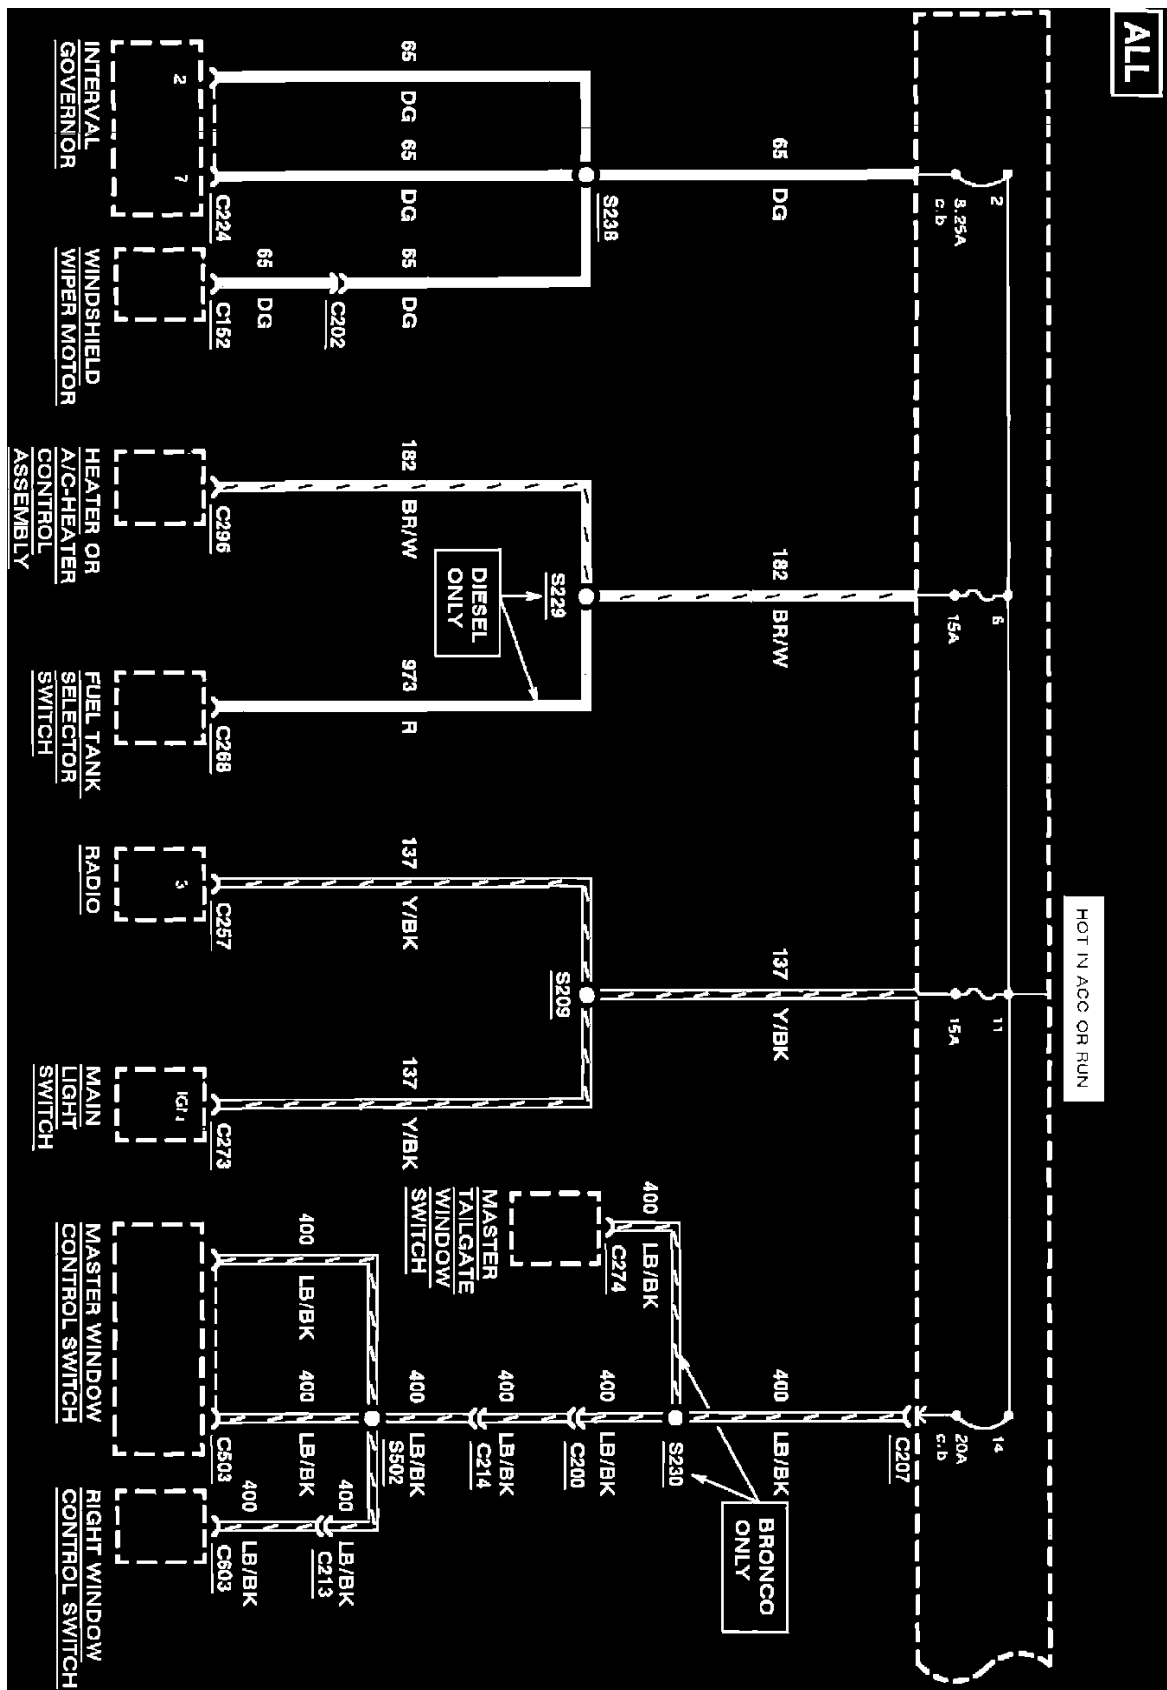 ALL
HOT IN ACC OR RUN
2
8.25A
c.b
6
15A
11
15A
14
20A
c.b
C207
65
DG
182
BR/W
137
Y/BK
400
LB/BK
BRONCO
ONLY
S238
S229
DIESEL
ONLY
S209
S230
65
DG
65
DG
65
DG
C202
65
DG
182
BR/W
973
R
137
Y/BK
137
Y/BK
400
LB/BK
C274
MASTER
TAILGATE
WINDOW
SWITCH
400
LB/BK
C200
400
LB/BK
C214
400
LB/BK
S502
400
LB/BK
400
LB/BK
400
LB/BK
C213
400
LB/BK
C224
C152
C296
C268
C257
C273
C503
C603
2
7
3
IGN
INTERVAL
GOVERNOR
WINDSHIELD
WIPER MOTOR
HEATER OR
A/C-HEATER
CONTROL
ASSEMBLY
FUEL TANK
SELECTOR
SWITCH
RADIO
MAIN
LIGHT
SWITCH
MASTER WINDOW
CONTROL SWITCH
RIGHT WINDOW
CONTROL SWITCH